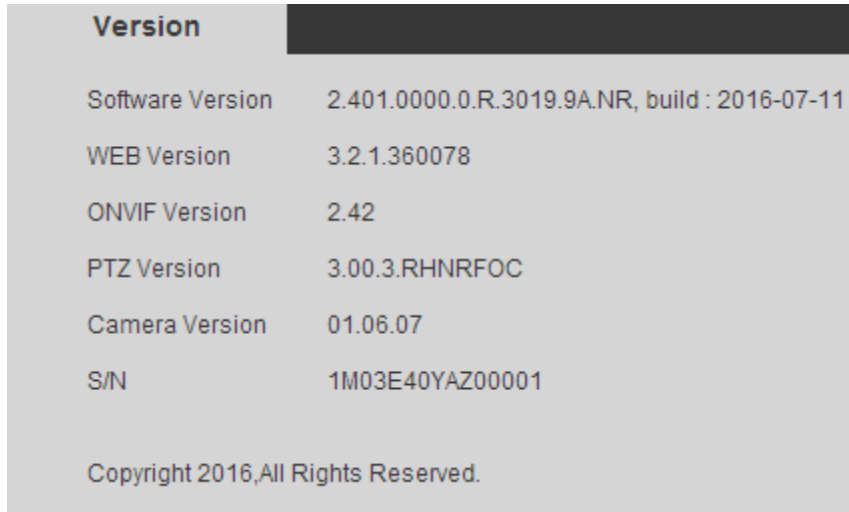 Version
Software Version 2.401.0000.0.R.3019.9A.NR, build : 2016-07-11
WEB Version 3.2.1.360078
ONVIF Version 2.42
PTZ Version 3.00.3.RHNRFOC
Camera Version 01.06.07
S/N 1M03E40YAZ00001
Copyright 2016,All Rights Reserved.